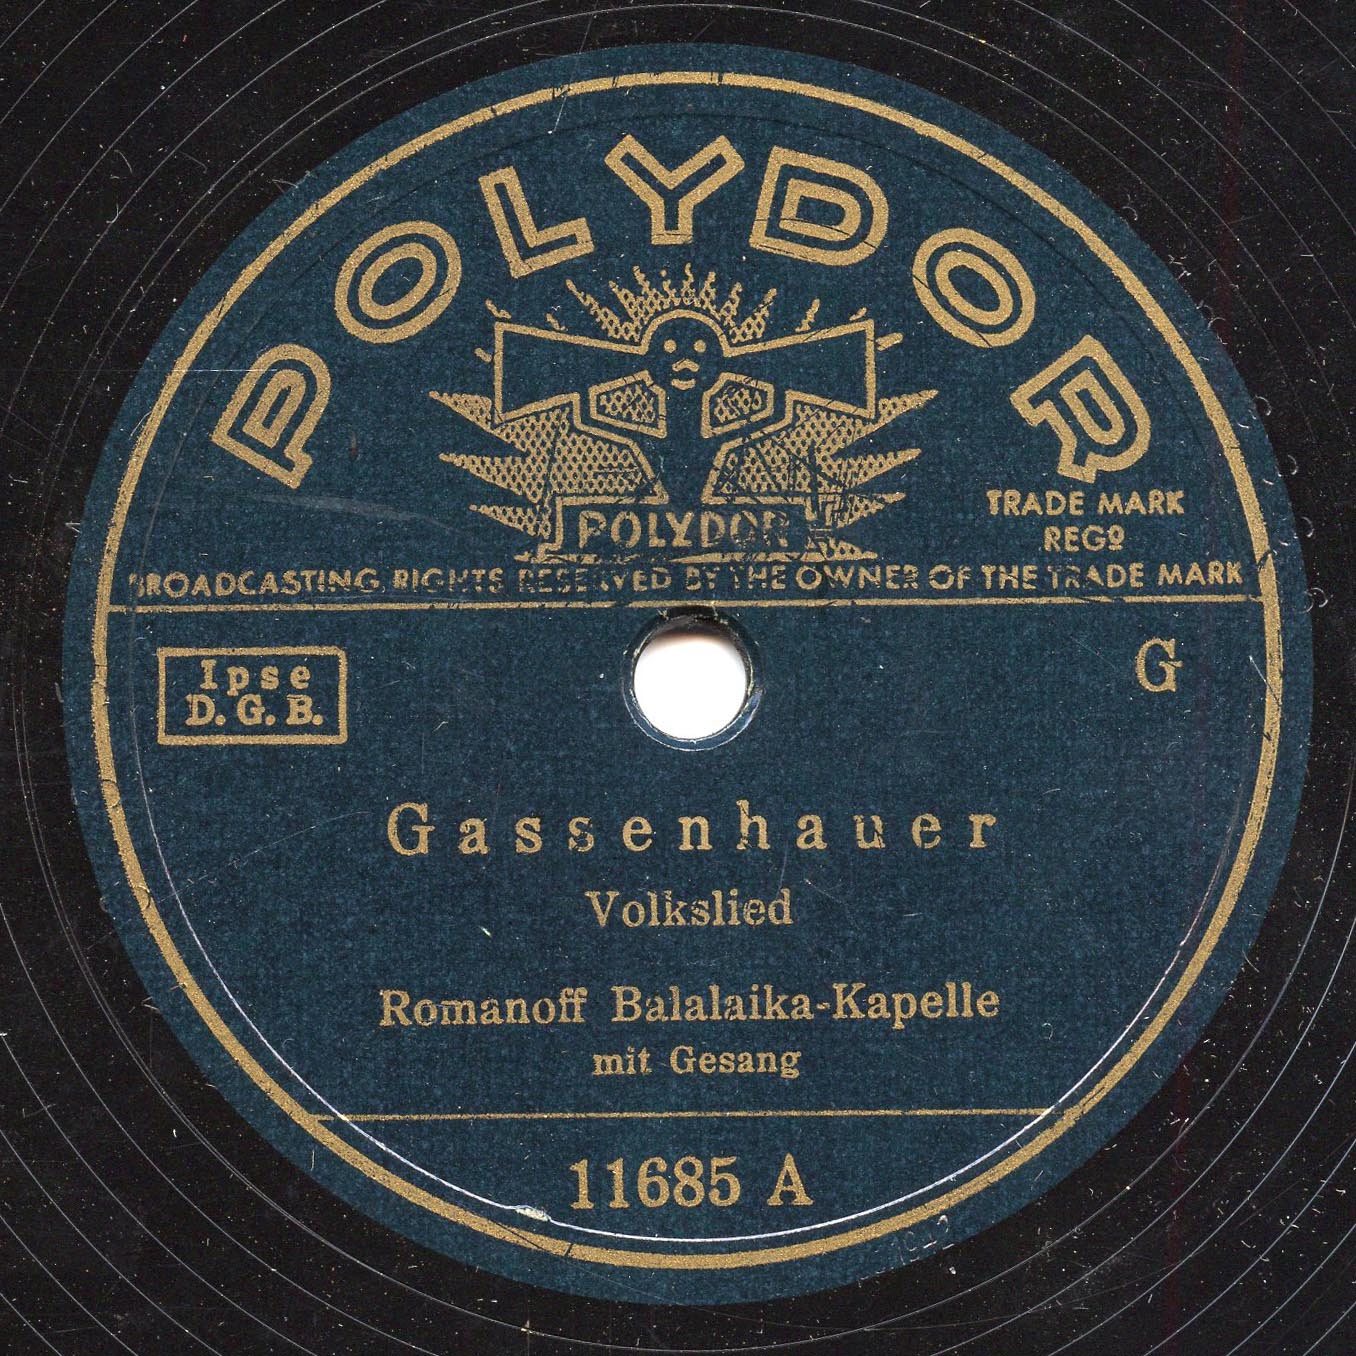 POLYDOR
POLYDOR
TRADE MARK
REGº
BROADCASTING RIGHTS RESERVED BY THE OWNER OF THE TRADE MARK
Ipse
D. G. B.
G
Gassenhauer
Volkslied
Romanoff Balalaika-Kapelle
mit Gesang
11685 A